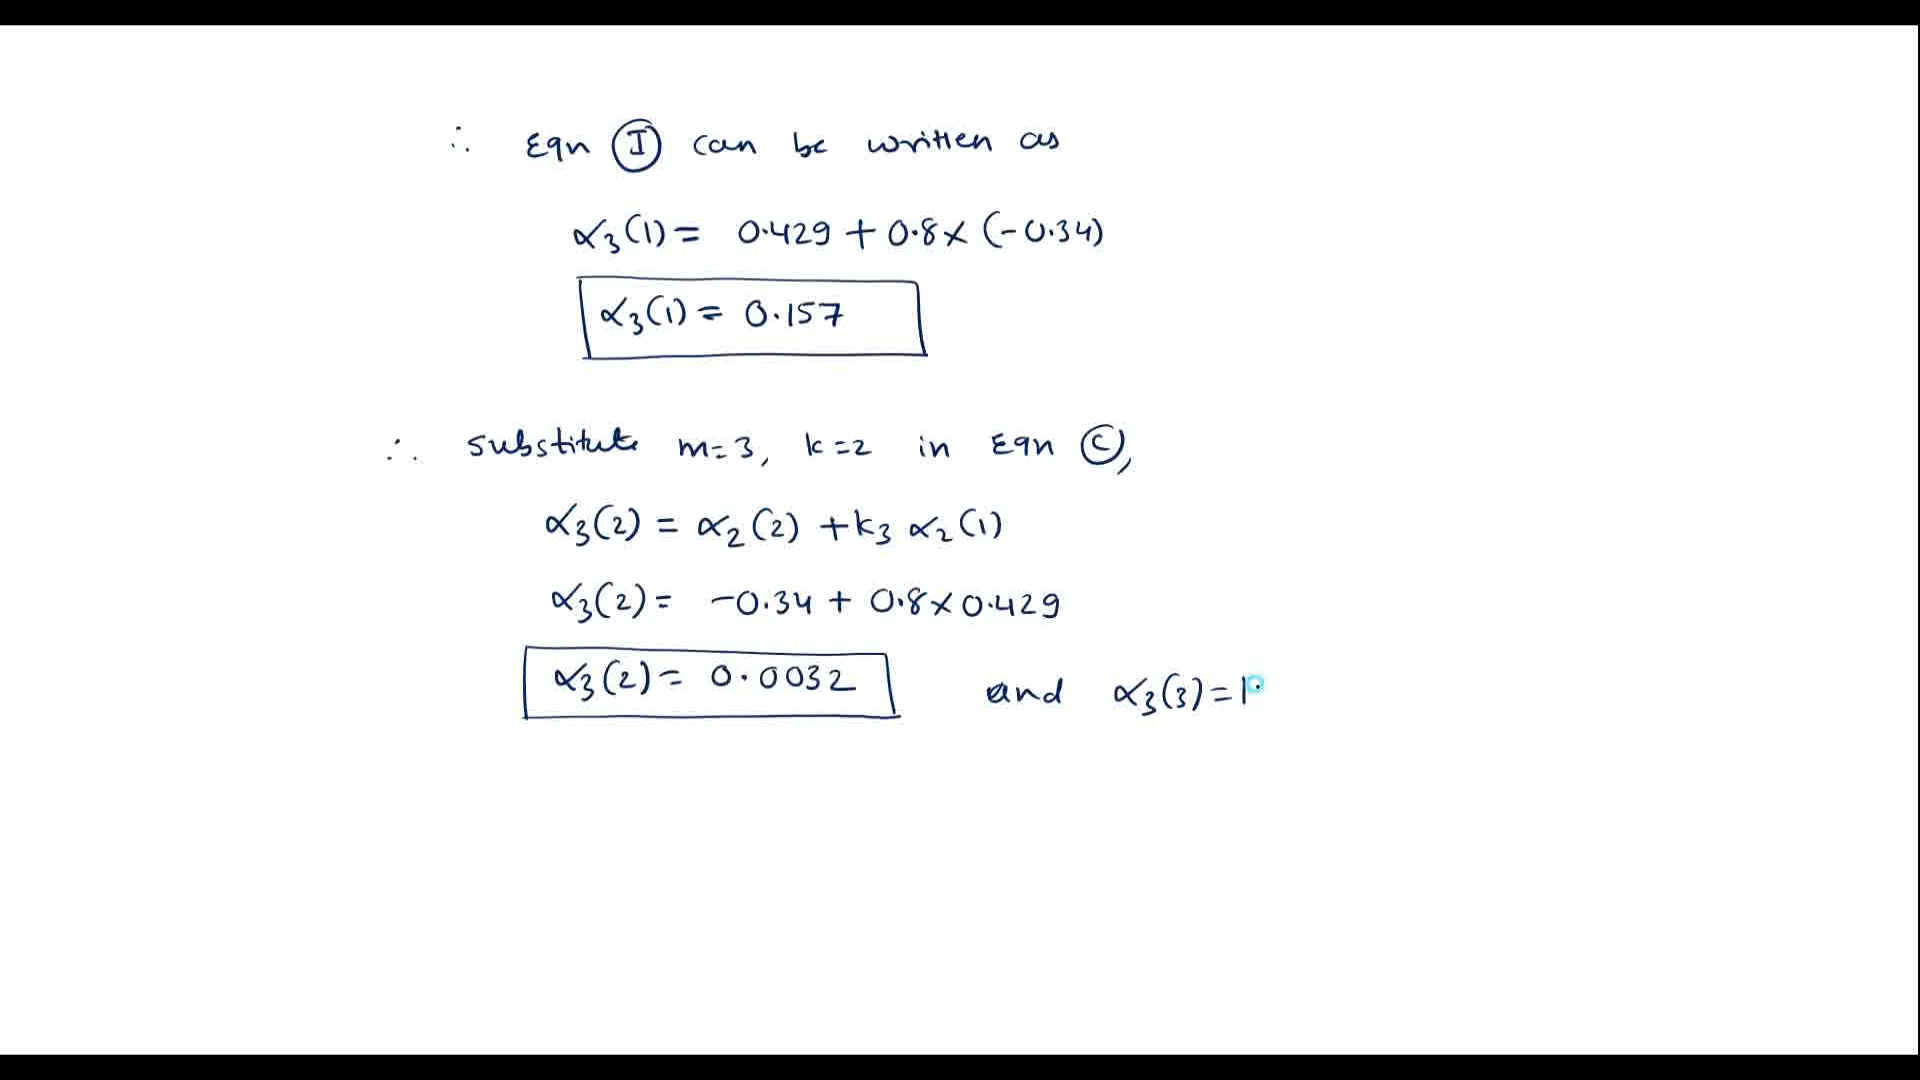 ∴ Eqn Ⓘ can be written as
α₃(1) = 0.429 + 0.8 × (-0.34)
α₃(1) = 0.157
∴ substitute m=3, k=2 in Eqn Ⓒ,
α₃(2) = α₂(2) + k₃ α₂(1)
α₃(2) = -0.34 + 0.8 × 0.429
α₃(2) = 0.0032 and α₃(3) =